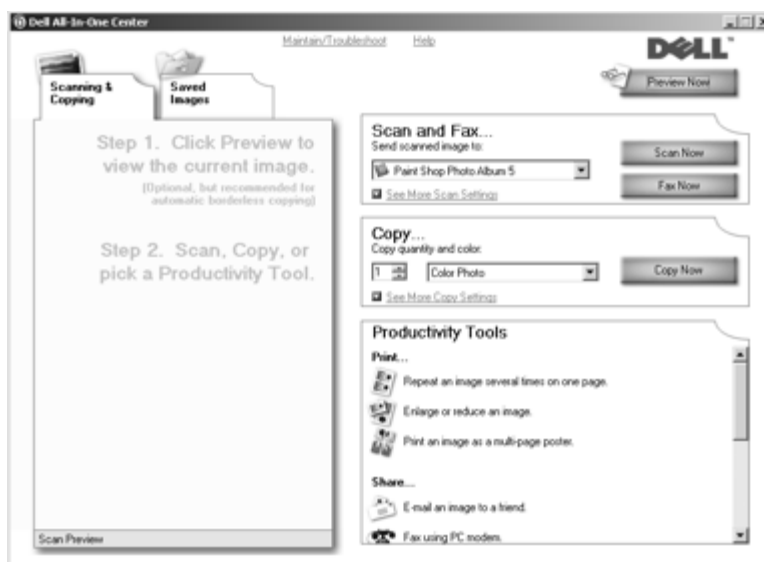 Dell All-In-One Center
Maintain/Troubleshoot Help
DELL™
Preview Now
Scanning &
Copying
Saved
Images
Step 1. Click Preview to
view the current image.
(Optional, but recommended for
automatic borderless copying)
Step 2. Scan, Copy, or
pick a Productivity Tool.
Scan Preview
Scan and Fax...
Send scanned image to:
Paint Shop Photo Album 5
See More Scan Settings
Scan Now
Fax Now
Copy...
Copy quantity and color:
1 Color Photo
See More Copy Settings
Copy Now
Productivity Tools
Print...
Repeat an image several times on one page.
Enlarge or reduce an image.
Print an image as a multi-page poster.
Share...
E-mail an image to a friend.
Fax using PC modem.